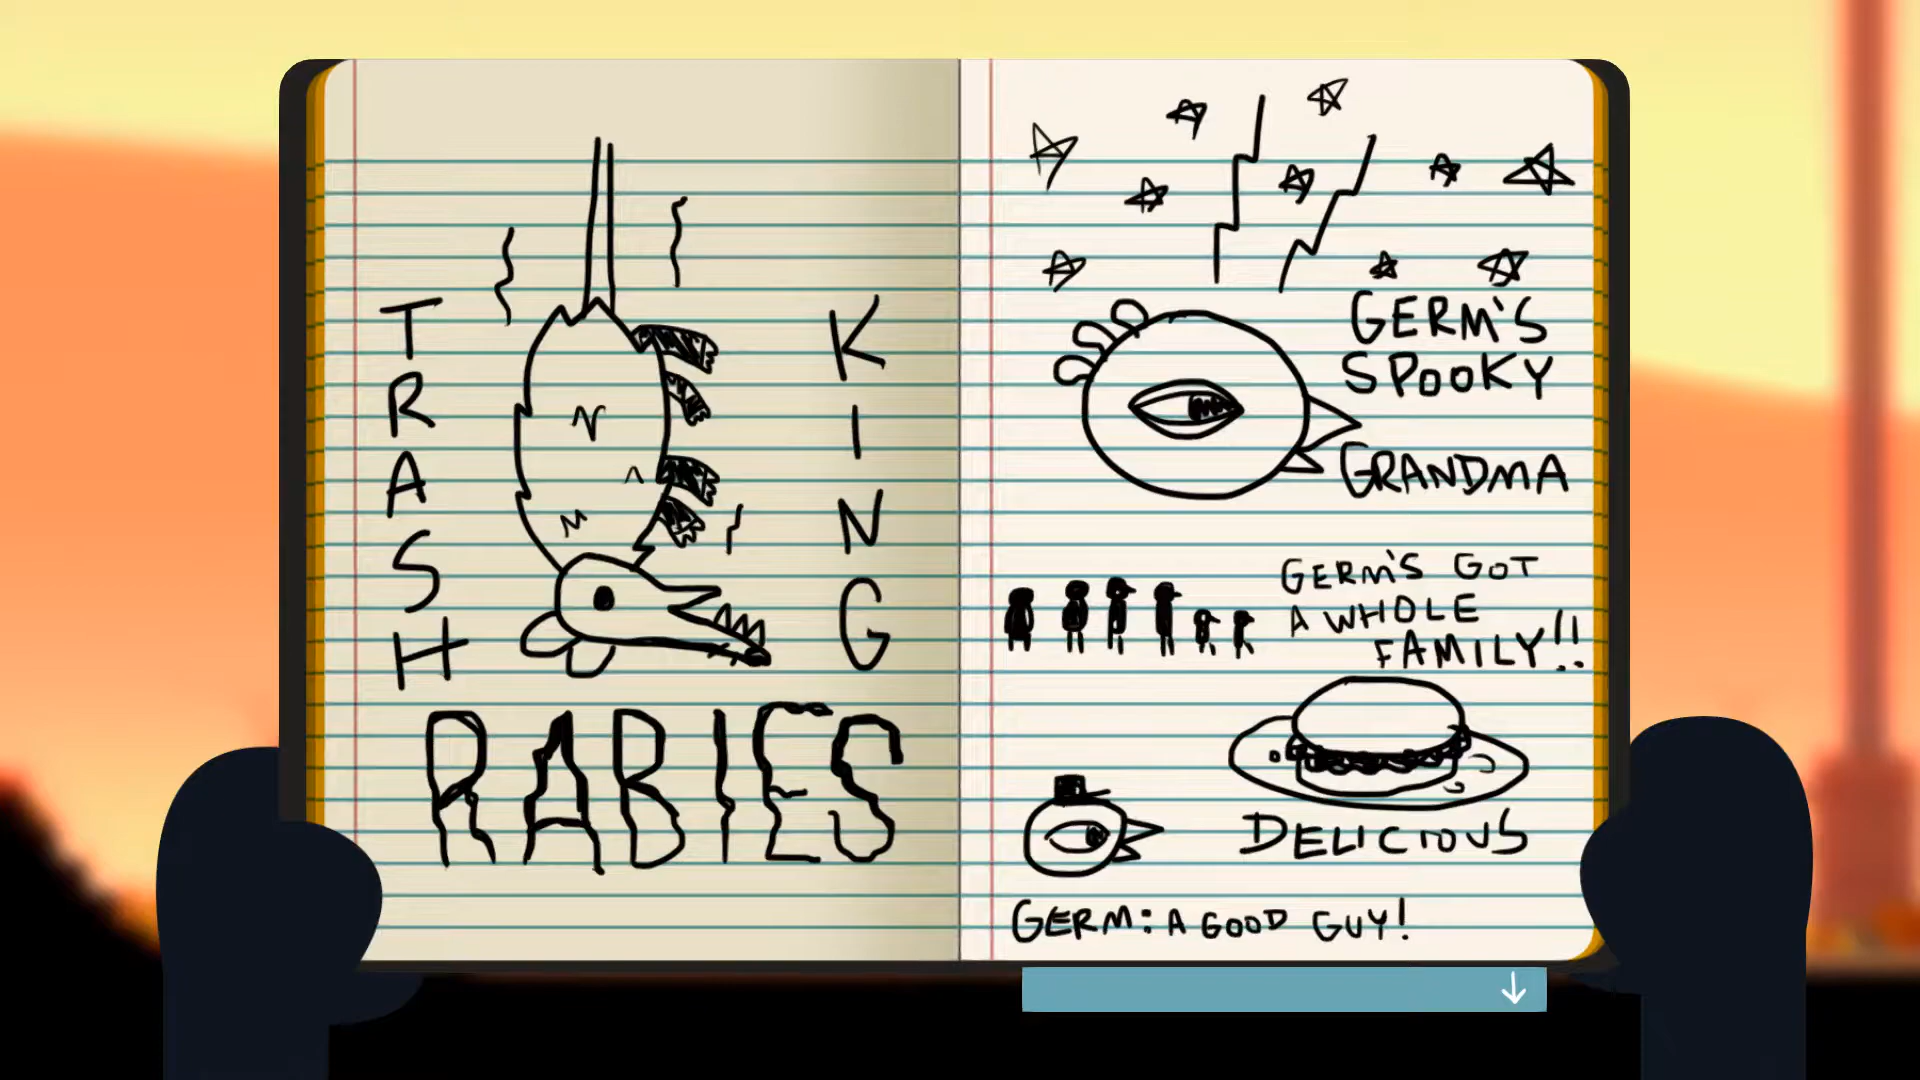 TRASH
KING
RABIES
GERM'S
SPOOKY
GRANDMA
GERM'S GOT
A WHOLE
FAMILY!!
DELICIOUS
GERM: A GOOD GUY!